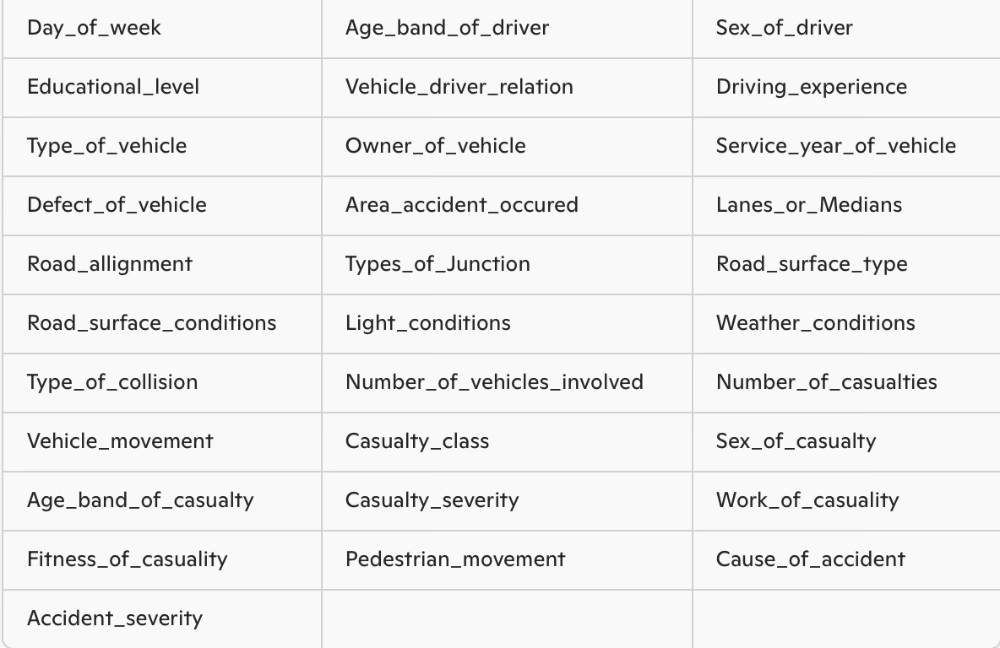 Day_of_week Age_band_of_driver Sex_of_driver
Educational_level Vehicle_driver_relation Driving_experience
Type_of_vehicle Owner_of_vehicle Service_year_of_vehicle
Defect_of_vehicle Area_accident_occured Lanes_or_Medians
Road_allignment Types_of_Junction Road_surface_type
Road_surface_conditions Light_conditions Weather_conditions
Type_of_collision Number_of_vehicles_involved Number_of_casualties
Vehicle_movement Casualty_class Sex_of_casualty
Age_band_of_casualty Casualty_severity Work_of_casuality
Fitness_of_casuality Pedestrian_movement Cause_of_accident
Accident_severity